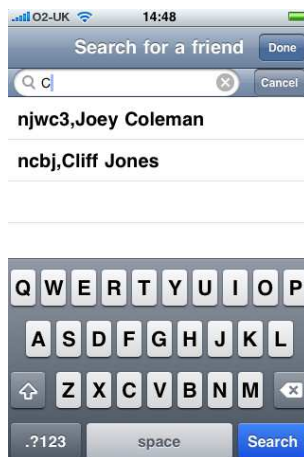 O2-UK 14:48
Search for a friend Done
C Cancel
njwc3,Joey Coleman
ncbj,Cliff Jones
Q W E R T Y U I O P
A S D F G H J K L
Z X C V B N M
.?123 space Search